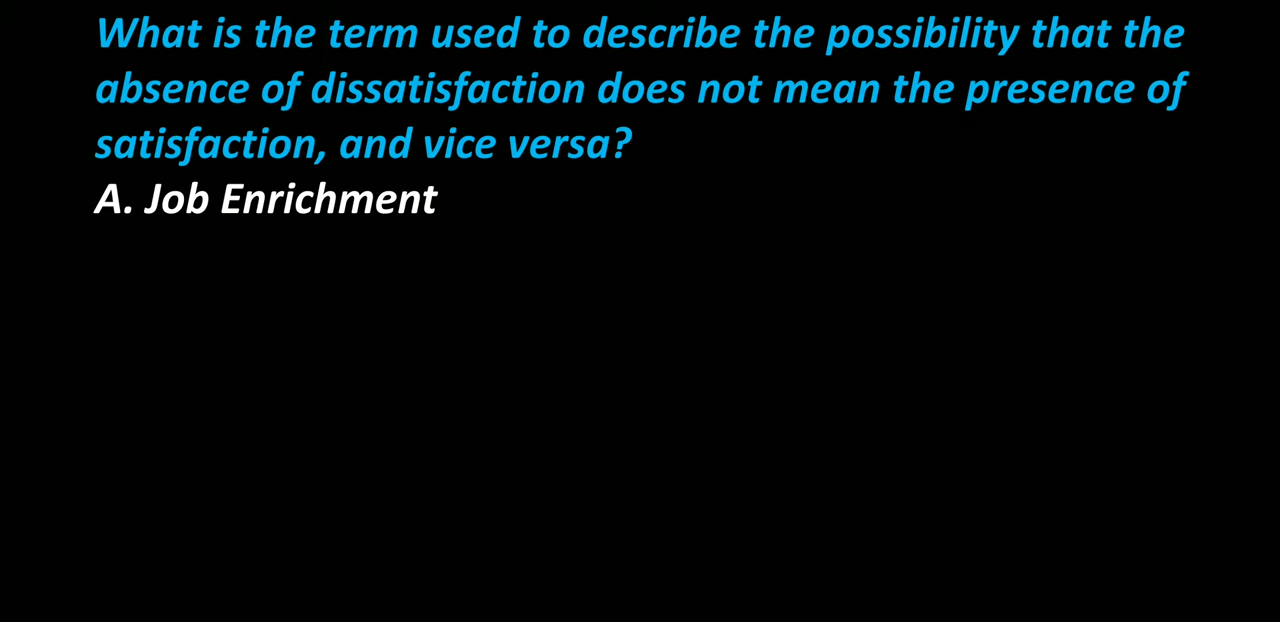 What is the term used to describe the possibility that the
absence of dissatisfaction does not mean the presence of
satisfaction, and vice versa?
A. Job Enrichment